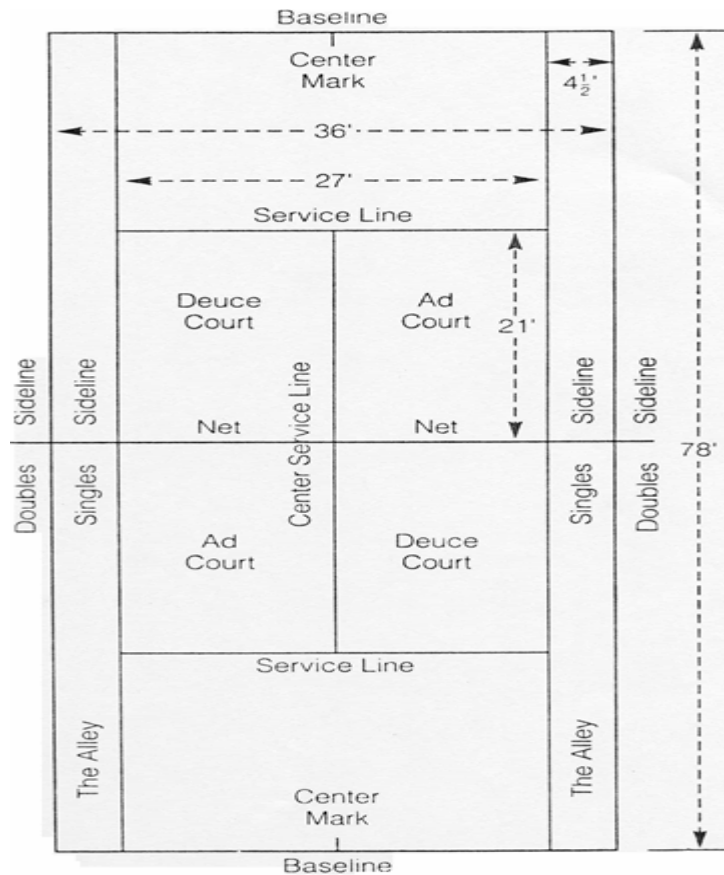 Baseline
Center
Mark
4½'
36'
27'
Service Line
Deuce
Court
Ad
Court
21'
Doubles Sideline
Singles Sideline
Net
Center Service Line
Net
Singles Sideline
Doubles Sideline
78'
Ad
Court
Deuce
Court
Service Line
The Alley
The Alley
Center
Mark
Baseline